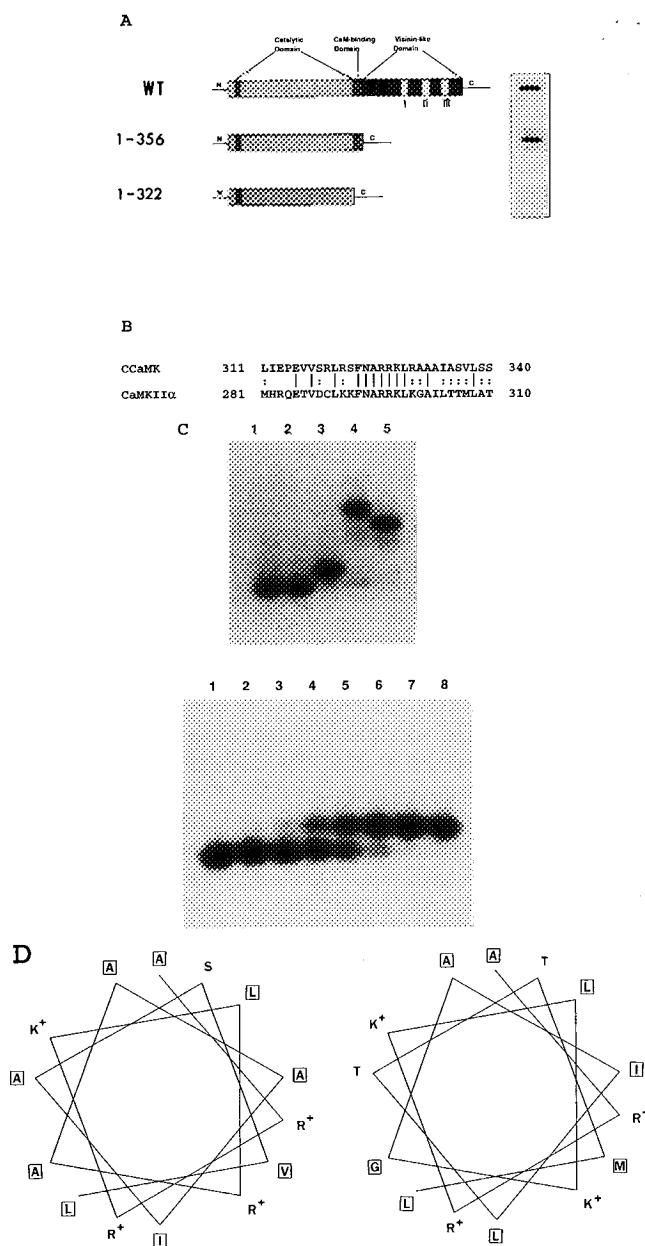 A
Catalytic Domain
CaM-binding Domain
Visinin-like Domain
WT
N
C
I
II
III
1-356
N
C
1-322
N
C
B
CCaMK 311 LIEPEVVSRLRSFNARRKLRAAAIASVLSS 340
CaMKIIα 281 MHRQETVDCLKKFNARRKLKGAILTTMLAT 310
C
1 2 3 4 5
1 2 3 4 5 6 7 8
D
A
A
S
L
K+
A
A
R+
A
V
L
R+
R+
I
A
A
T
L
K+
T
I
R+
G
M
L
K+
R+
L